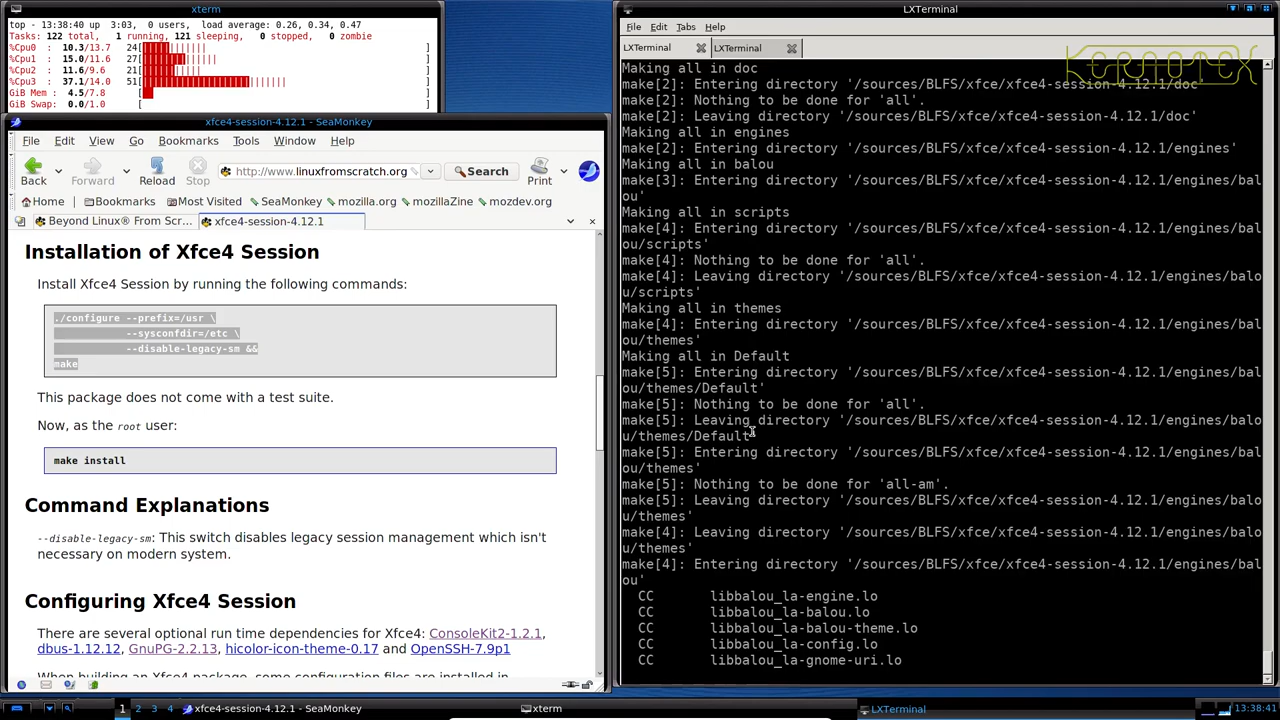 xterm
top - 13:38:40 up  3:03,  0 users,  load average: 0.26, 0.34, 0.47
Tasks: 122 total,   1 running, 121 sleeping,   0 stopped,   0 zombie
%Cpu0  :  10.3/13.7   24[
%Cpu1  :  15.0/11.6   27[
%Cpu2  :  11.6/9.6    21[
%Cpu3  :  37.1/14.0   51[
GiB Mem :  4.5/7.8      [
GiB Swap:  0.0/1.0      [
xfce4-session-4.12.1 - SeaMonkey
File Edit View Go Bookmarks Tools Window Help
Back Forward Reload Stop http://www.linuxfromscratch.org Search Print
Home Bookmarks Most Visited SeaMonkey mozilla.org mozillaZine mozdev.org
Beyond Linux® From Scr... xfce4-session-4.12.1
Installation of Xfce4 Session
Install Xfce4 Session by running the following commands:
./configure --prefix=/usr \
--sysconfdir=/etc \
--disable-legacy-sm &&
make
This package does not come with a test suite.
Now, as the root user:
make install
Command Explanations
--disable-legacy-sm: This switch disables legacy session management which isn't
necessary on modern system.
Configuring Xfce4 Session
There are several optional run time dependencies for Xfce4: ConsoleKit2-1.2.1,
dbus-1.12.12, GnuPG-2.2.13, hicolor-icon-theme-0.17 and OpenSSH-7.9p1
When building an Xfce4 package, some configuration files are installed in
LXTerminal
File Edit Tabs Help
LXTerminal LXTerminal
KERNOTEX
Making all in doc
make[2]: Entering directory '/sources/BLFS/xfce/xfce4-session-4.12.1/doc'
make[2]: Nothing to be done for 'all'.
make[2]: Leaving directory '/sources/BLFS/xfce/xfce4-session-4.12.1/doc'
Making all in engines
make[2]: Entering directory '/sources/BLFS/xfce/xfce4-session-4.12.1/engines'
Making all in balou
make[3]: Entering directory '/sources/BLFS/xfce/xfce4-session-4.12.1/engines/bal
ou'
Making all in scripts
make[4]: Entering directory '/sources/BLFS/xfce/xfce4-session-4.12.1/engines/bal
ou/scripts'
make[4]: Nothing to be done for 'all'.
make[4]: Leaving directory '/sources/BLFS/xfce/xfce4-session-4.12.1/engines/balo
u/scripts'
Making all in themes
make[4]: Entering directory '/sources/BLFS/xfce/xfce4-session-4.12.1/engines/bal
ou/themes'
Making all in Default
make[5]: Entering directory '/sources/BLFS/xfce/xfce4-session-4.12.1/engines/bal
ou/themes/Default'
make[5]: Nothing to be done for 'all'.
make[5]: Leaving directory '/sources/BLFS/xfce/xfce4-session-4.12.1/engines/balo
u/themes/Default'
make[5]: Entering directory '/sources/BLFS/xfce/xfce4-session-4.12.1/engines/bal
ou/themes'
make[5]: Nothing to be done for 'all-am'.
make[5]: Leaving directory '/sources/BLFS/xfce/xfce4-session-4.12.1/engines/balo
u/themes'
make[4]: Leaving directory '/sources/BLFS/xfce/xfce4-session-4.12.1/engines/balo
u/themes'
make[4]: Entering directory '/sources/BLFS/xfce/xfce4-session-4.12.1/engines/bal
ou'
CC libbalou_la-engine.lo
CC libbalou_la-balou.lo
CC libbalou_la-balou-theme.lo
CC libbalou_la-config.lo
CC libbalou_la-gnome-uri.lo
1 2 3 4 xfce4-session-4.12.1 - SeaMonkey xterm LXTerminal 13:38:41